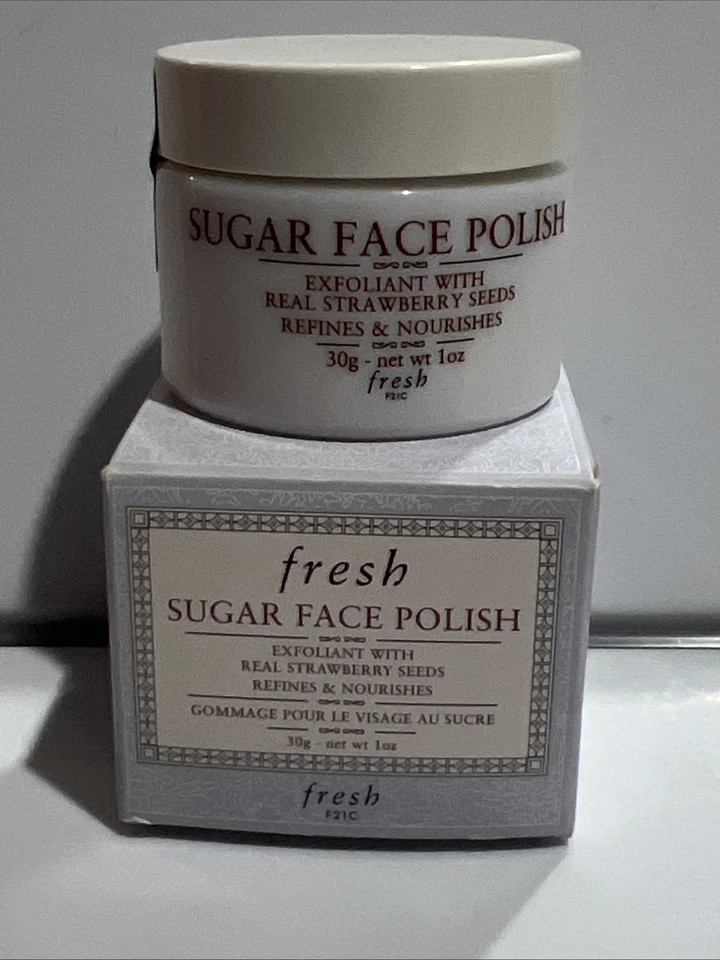 SUGAR FACE POLISH
EXFOLIANT WITH
REAL STRAWBERRY SEEDS
REFINES & NOURISHES
30g - net wt 1oz
fresh
F21C
fresh
SUGAR FACE POLISH
EXFOLIANT WITH
REAL STRAWBERRY SEEDS
REFINES & NOURISHES
GOMMAGE POUR LE VISAGE AU SUCRE
30g - net wt 1oz
fresh
F21C